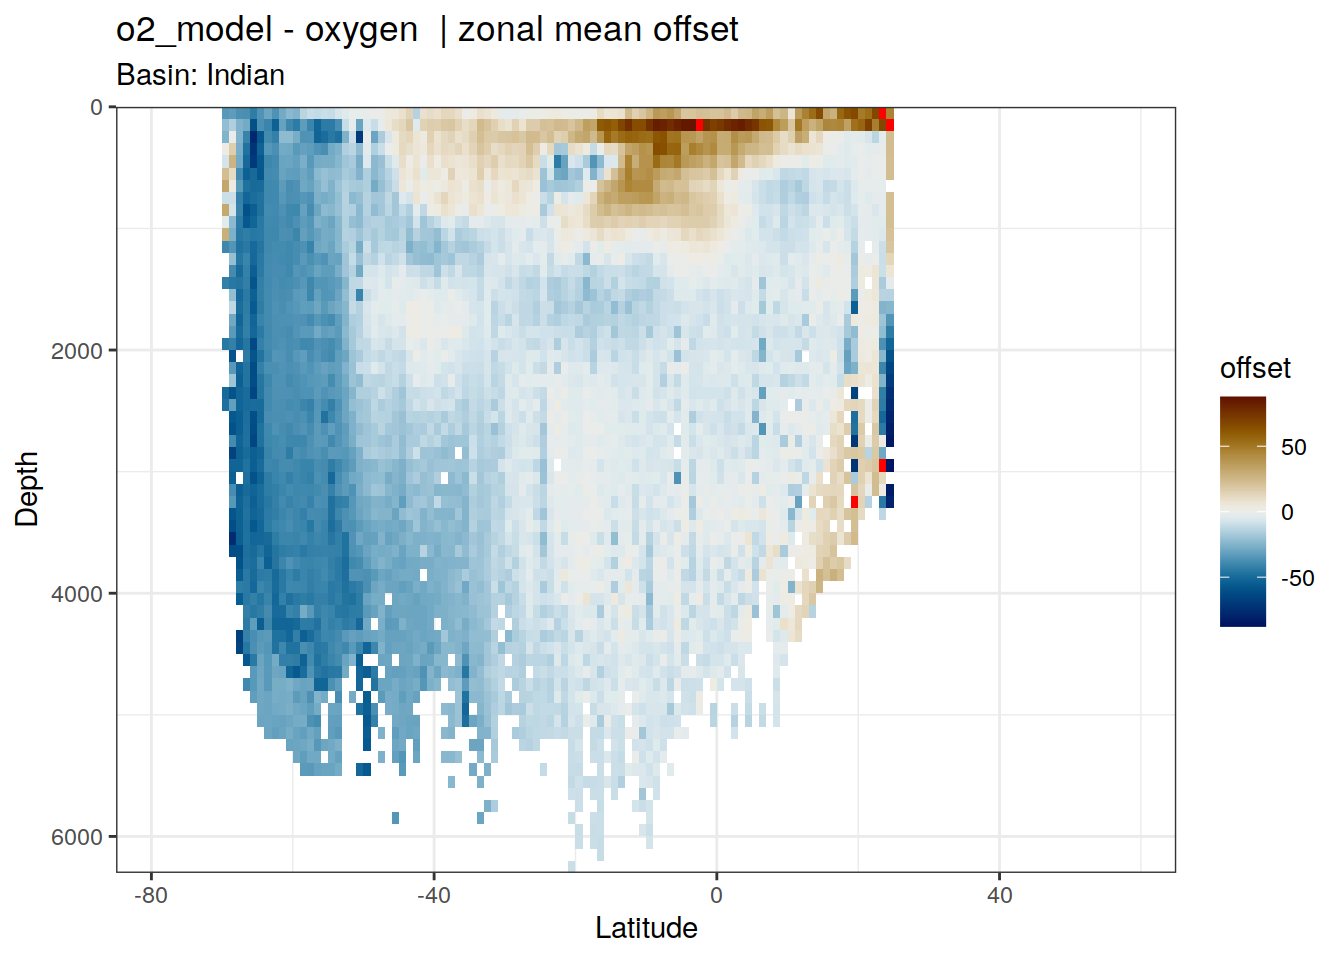 o2_model - oxygen  | zonal mean offset
Basin: Indian
0
2000
4000
6000
Depth
-80
-40
0
40
Latitude
offset
50
0
-50